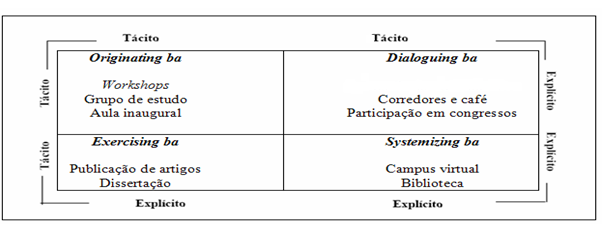 Tácito
Tácito
Tácito
Originating ba
Workshops
Grupo de estudo
Aula inaugural
Dialoguing ba
Corredores e café
Participação em congressos
Explícito
Tácito
Exercising ba
Publicação de artigos
Dissertação
Systemizing ba
Campus virtual
Biblioteca
Explícito
Explícito
Explícito